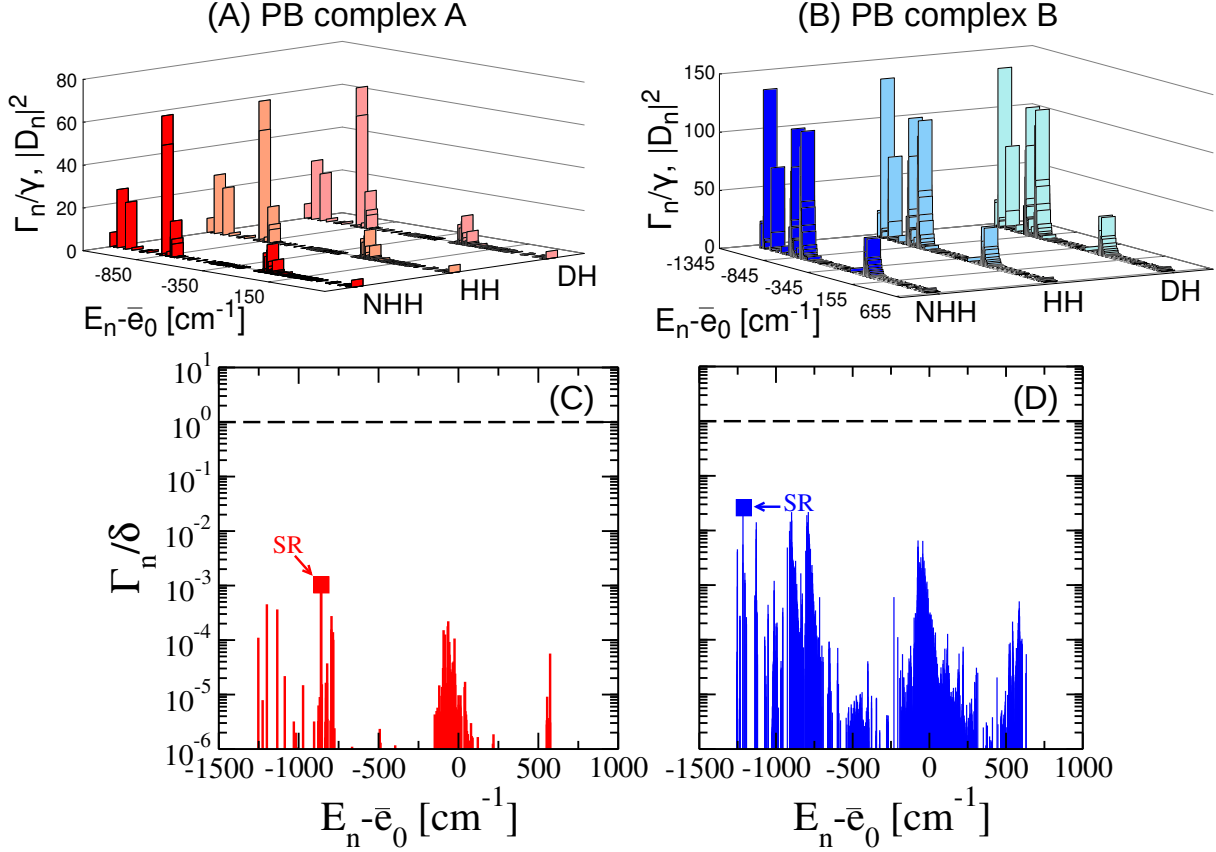 (A) PB complex A
(B) PB complex B
Γn/γ, |Dn|²
80
60
40
20
0
-850
-350
150
En-ē0 [cm-1]
NHH
HH
DH
Γn/γ, |Dn|²
150
100
50
0
-1345
-845
-345
155
655
En-ē0 [cm-1]
NHH
HH
DH
(C)
Γn/δ
10^1
10^0
10^-1
10^-2
10^-3
10^-4
10^-5
10^-6
SR
-1500
-1000
-500
0
500
1000
En-ē0 [cm-1]
(D)
SR
-1500
-1000
-500
0
500
1000
En-ē0 [cm-1]